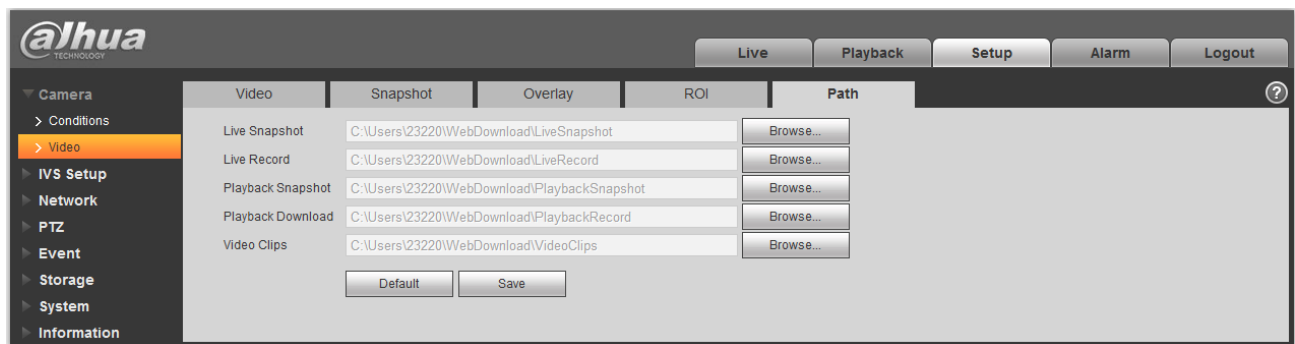 alhua
TECHNOLOGY
Live Playback Setup Alarm Logout
Camera
Conditions
Video
IVS Setup
Network
PTZ
Event
Storage
System
Information
Video Snapshot Overlay ROI Path ?
Live Snapshot C:\Users\23220\WebDownload\LiveSnapshot Browse...
Live Record C:\Users\23220\WebDownload\LiveRecord Browse...
Playback Snapshot C:\Users\23220\WebDownload\PlaybackSnapshot Browse...
Playback Download C:\Users\23220\WebDownload\PlaybackRecord Browse...
Video Clips C:\Users\23220\WebDownload\VideoClips Browse...
Default Save